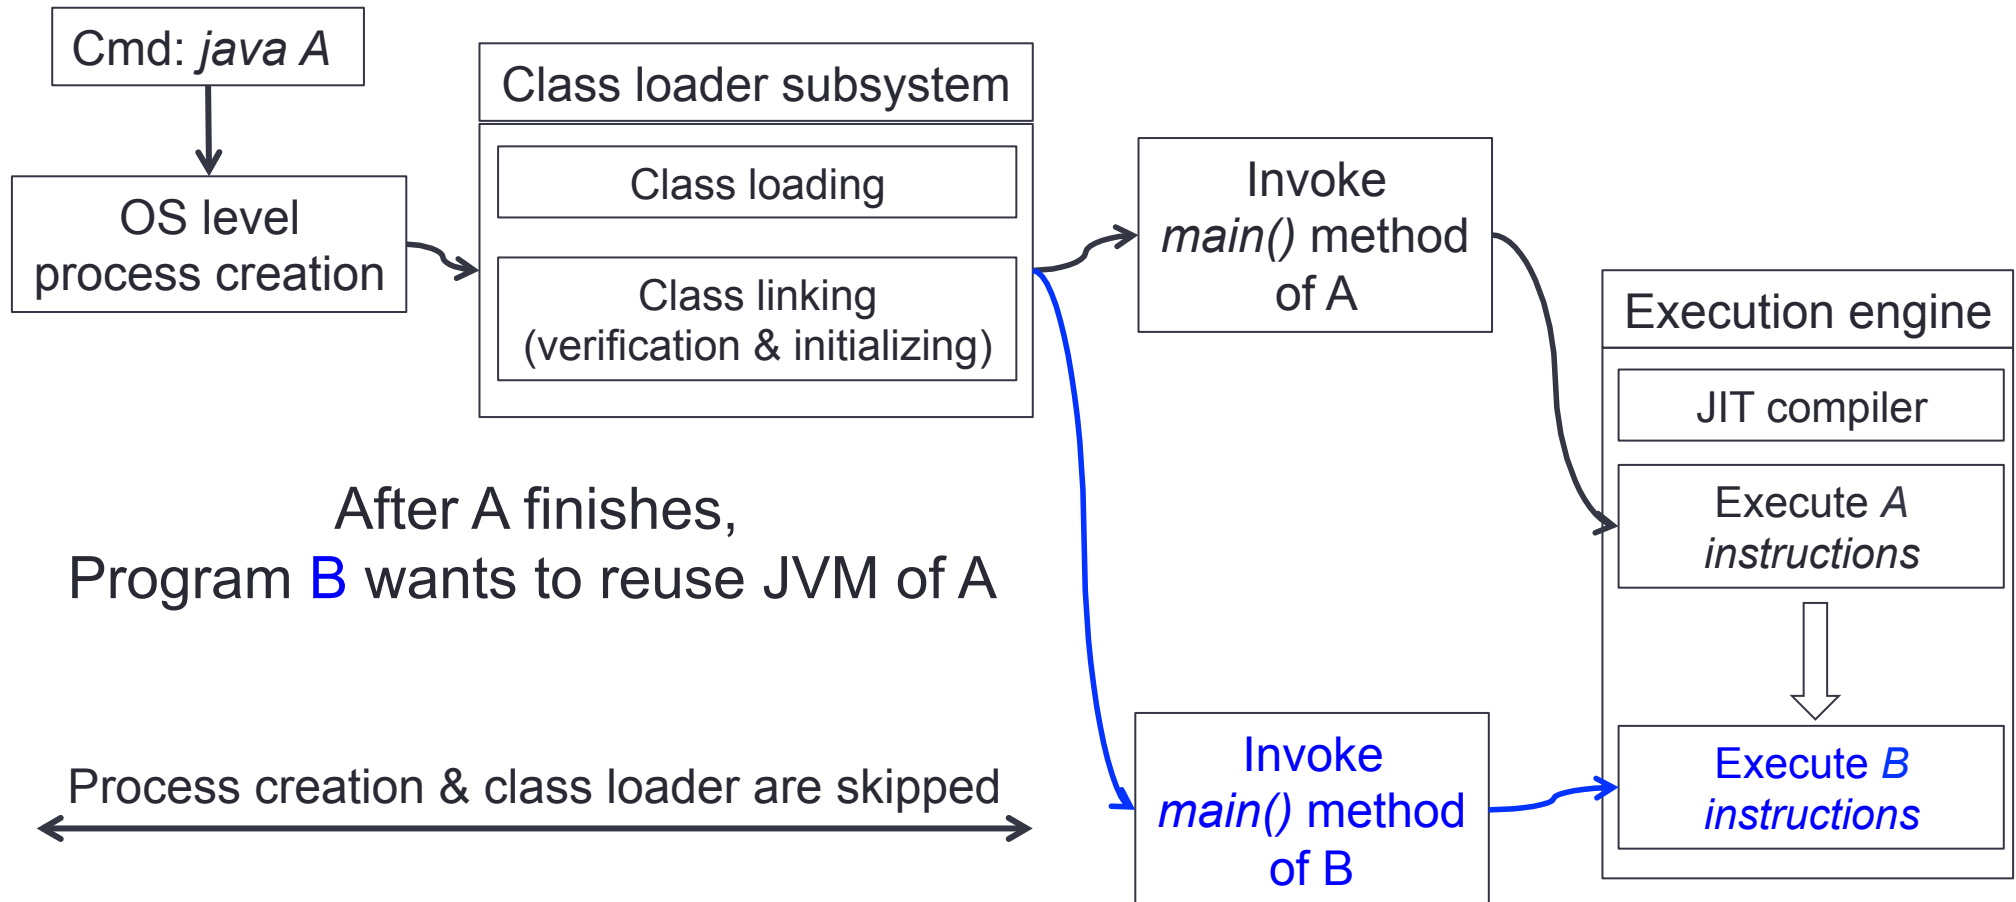 Cmd: java A
OS level
process creation
Class loader subsystem
Class loading
Class linking
(verification & initializing)
Invoke
main() method
of A
Execution engine
JIT compiler
Execute A
instructions
After A finishes,
Program B wants to reuse JVM of A
Process creation & class loader are skipped
Invoke
main() method
of B
Execute B
instructions